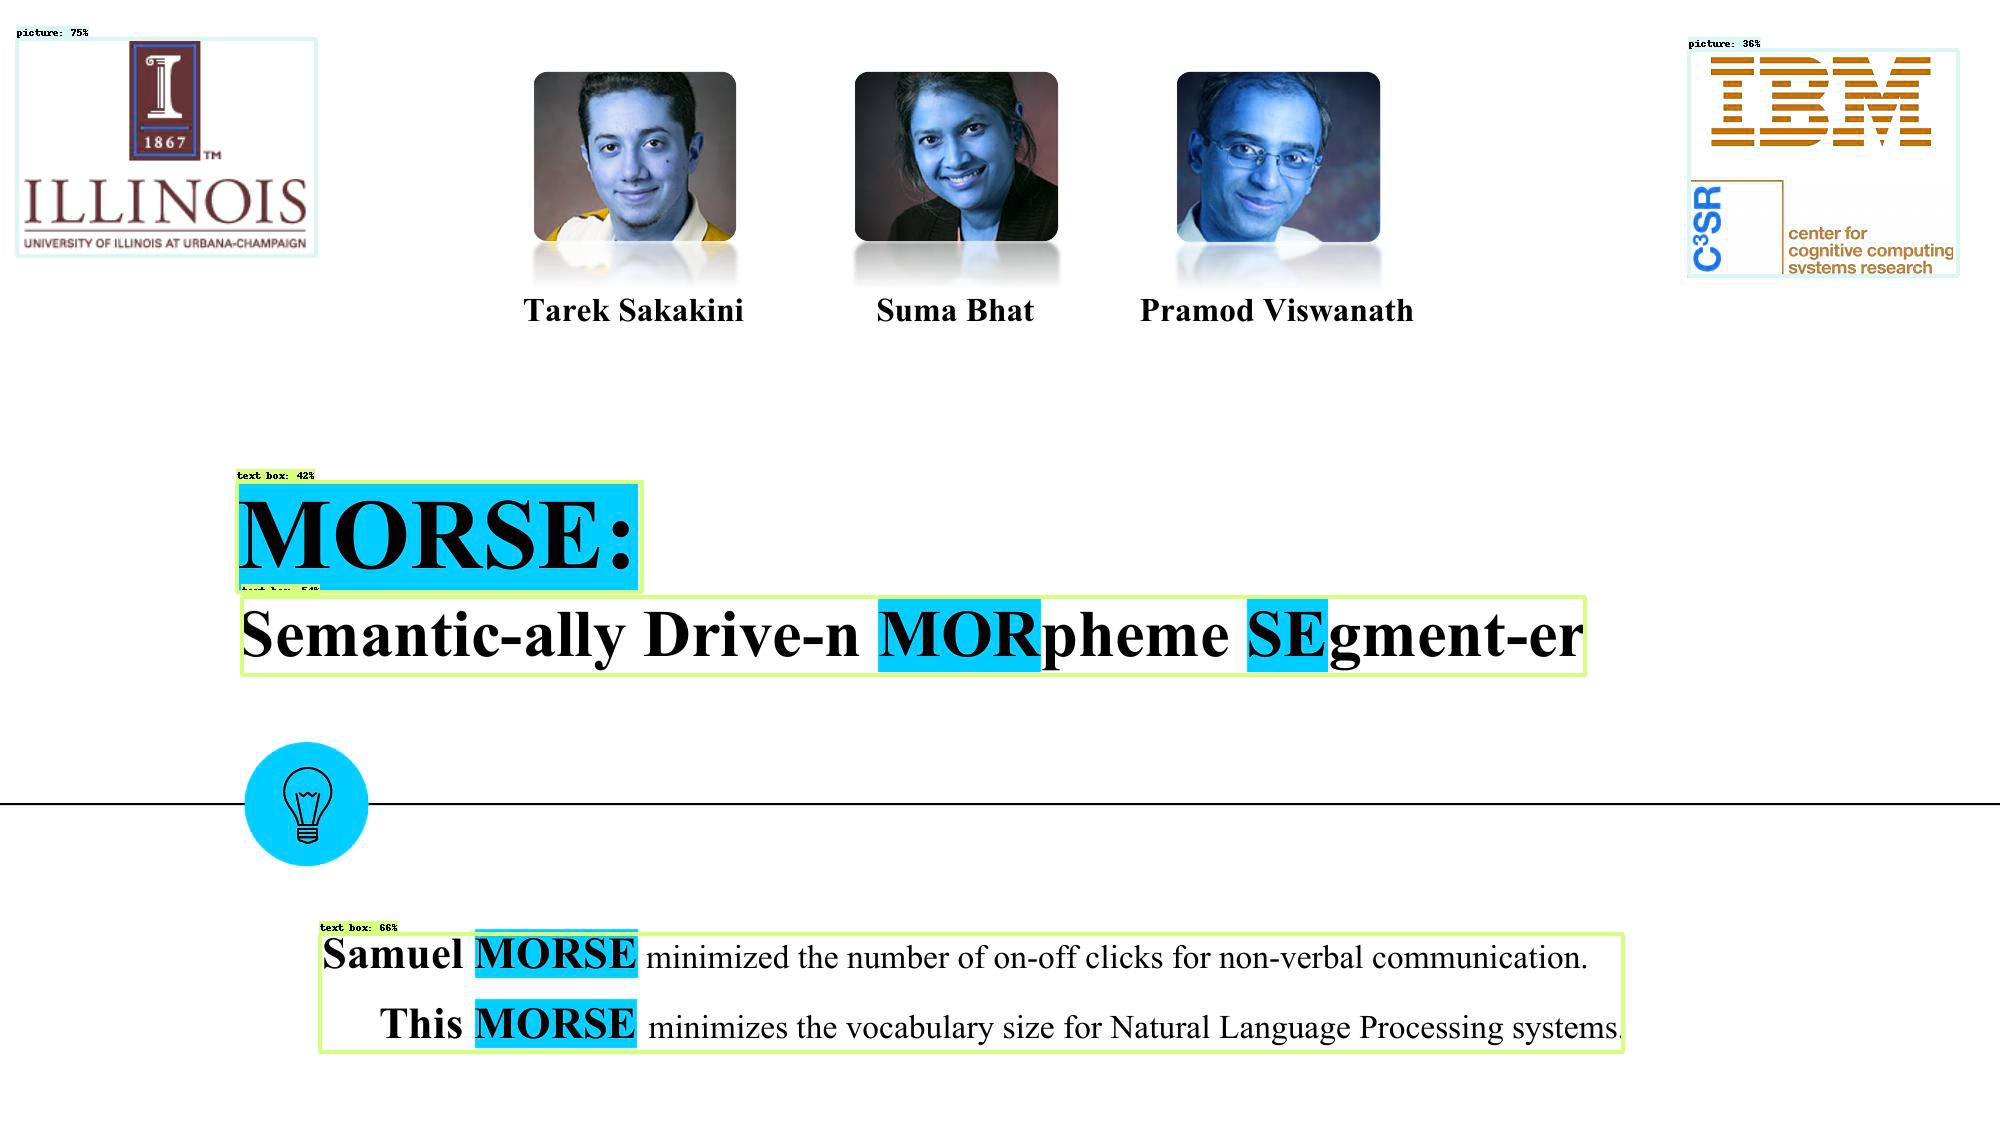 picture: 75%
I
1867
TM
ILLINOIS
UNIVERSITY OF ILLINOIS AT URBANA-CHAMPAIGN
Tarek Sakakini
Suma Bhat
Pramod Viswanath
picture: 36%
IBM
C³SR
center for
cognitive computing
systems research
text box: 42%
MORSE:
Semantic-ally Drive-n MORpheme SEgment-er
text box: 66%
Samuel MORSE minimized the number of on-off clicks for non-verbal communication.
This MORSE minimizes the vocabulary size for Natural Language Processing systems.